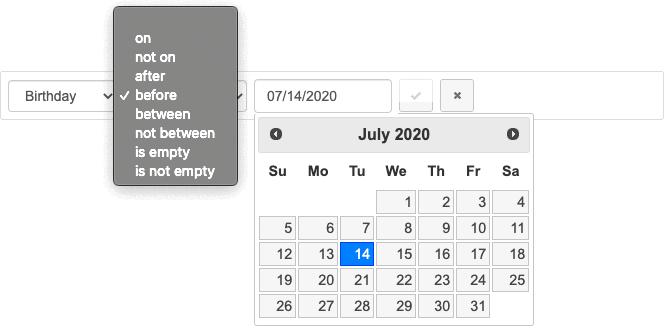 on
not on
after
Birthday before 07/14/2020
between
not between
is empty
is not empty
July 2020
Su Mo Tu We Th Fr Sa
1 2 3 4
5 6 7 8 9 10 11
12 13 14 15 16 17 18
19 20 21 22 23 24 25
26 27 28 29 30 31